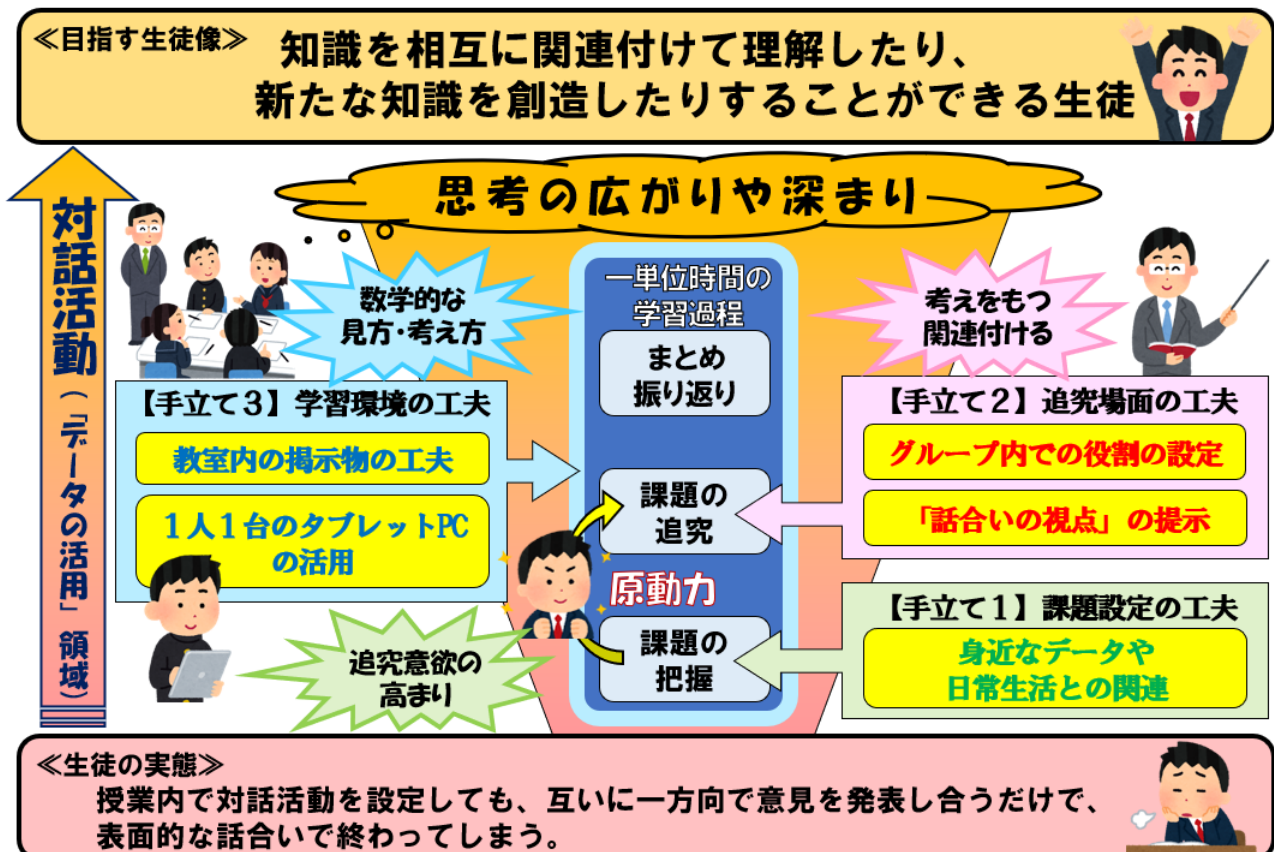 ≪目指す生徒像≫
知識を相互に関連付けて理解したり、
新たな知識を創造したりすることができる生徒
対話活動(「データの活用」領域)
思考の広がりや深まり
数学的な
見方・考え方
一単位時間の
学習過程
まとめ
振り返り
考えをもつ
関連付ける
【手立て3】学習環境の工夫
教室内の掲示物の工夫
1人1台のタブレットPC
の活用
課題の
追究
【手立て2】追究場面の工夫
グループ内での役割の設定
「話合いの視点」の提示
原動力
追究意欲の
高まり
課題の
把握
【手立て1】課題設定の工夫
身近なデータや
日常生活との関連
≪生徒の実態≫
授業内で対話活動を設定しても、互いに一方向で意見を発表し合うだけで、
表面的な話合いで終わってしまう。